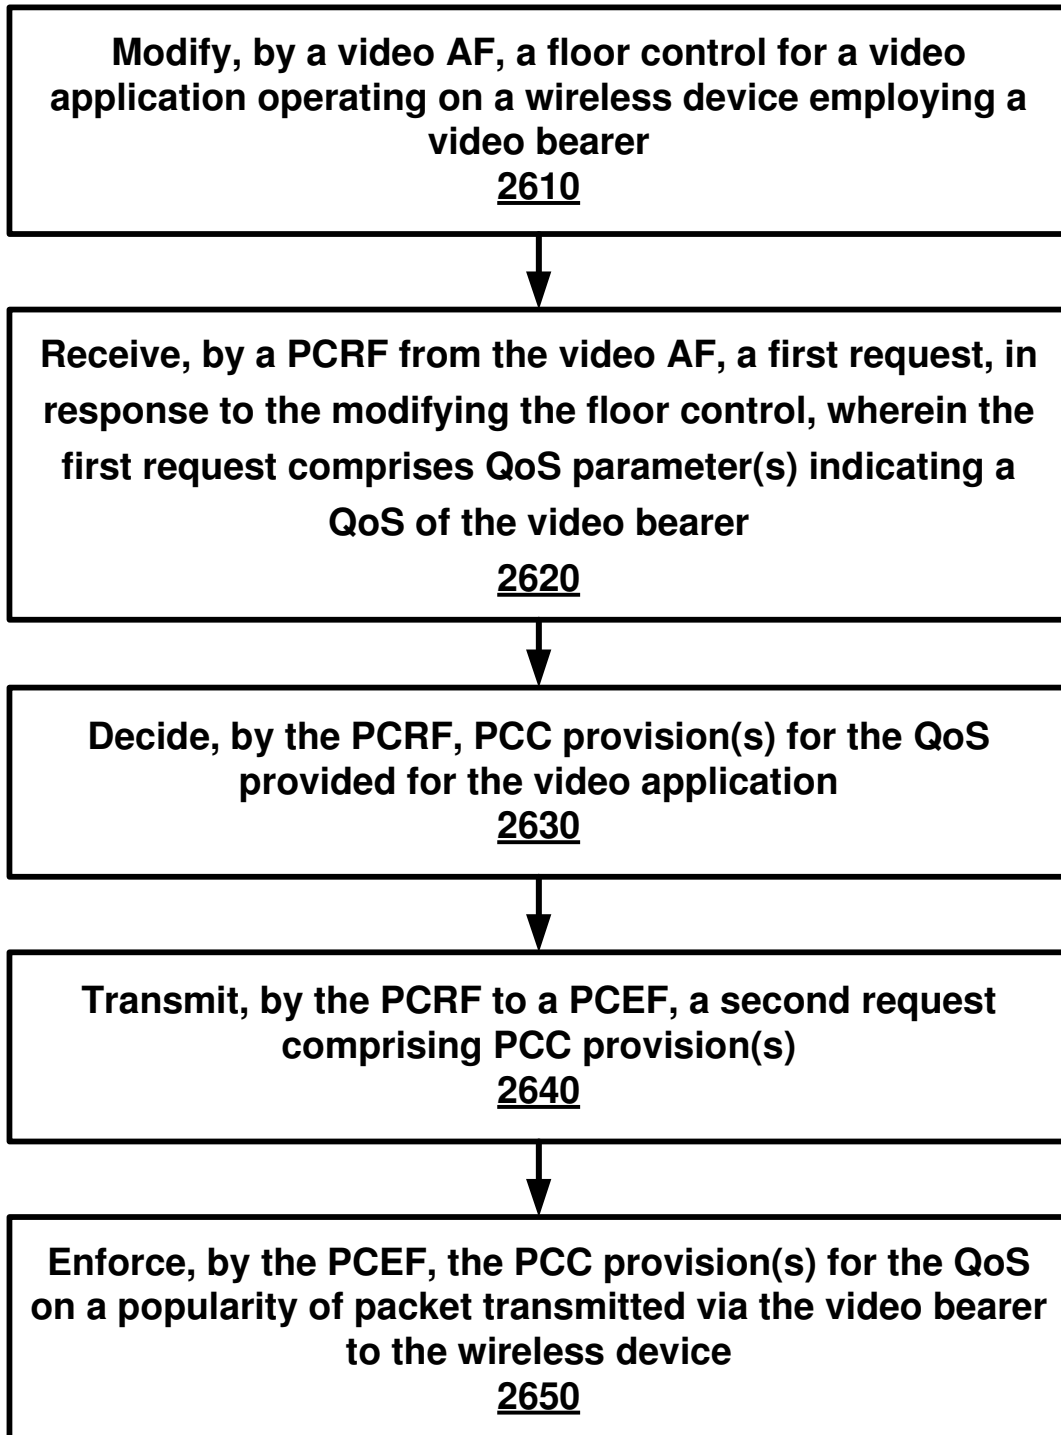 Modify, by a video AF, a floor control for a video
application operating on a wireless device employing a
video bearer
2610
Receive, by a PCRF from the video AF, a first request, in
response to the modifying the floor control, wherein the
first request comprises QoS parameter(s) indicating a
QoS of the video bearer
2620
Decide, by the PCRF, PCC provision(s) for the QoS
provided for the video application
2630
Transmit, by the PCRF to a PCEF, a second request
comprising PCC provision(s)
2640
Enforce, by the PCEF, the PCC provision(s) for the QoS
on a popularity of packet transmitted via the video bearer
to the wireless device
2650